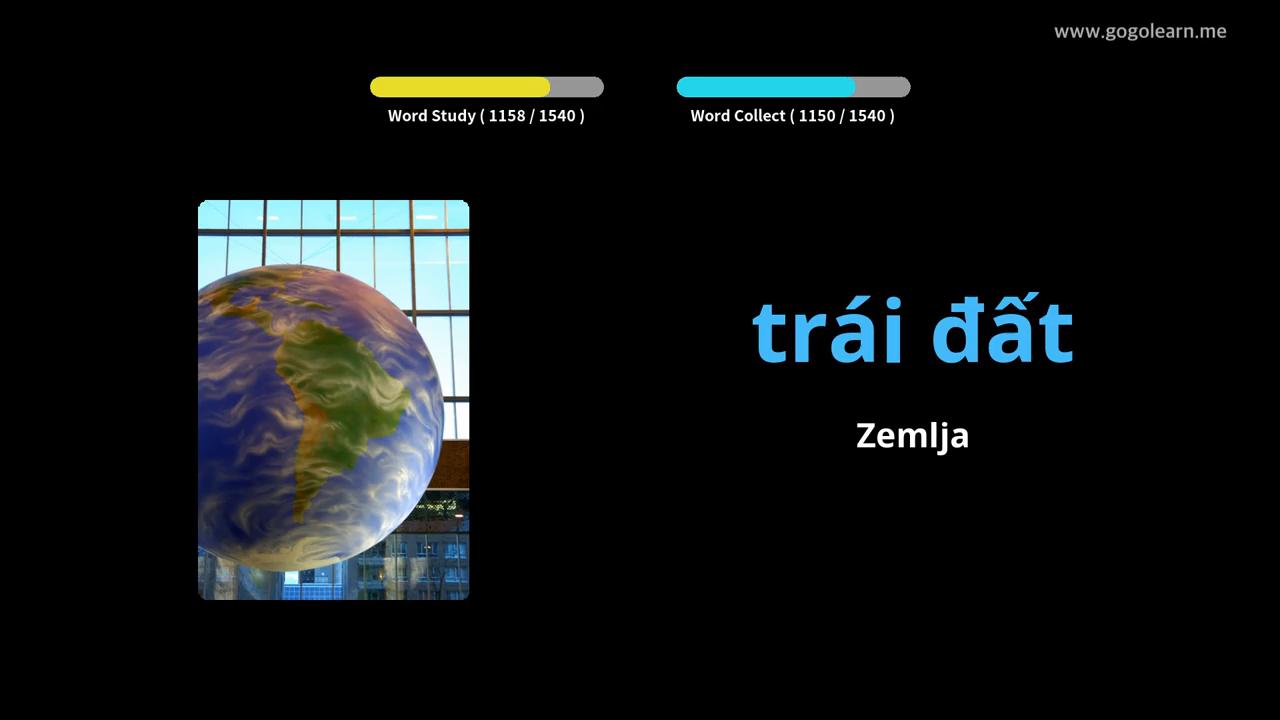 www.gogolearn.me
Word Study ( 1158 / 1540 )
Word Collect ( 1150 / 1540 )
trái đất
Zemlja